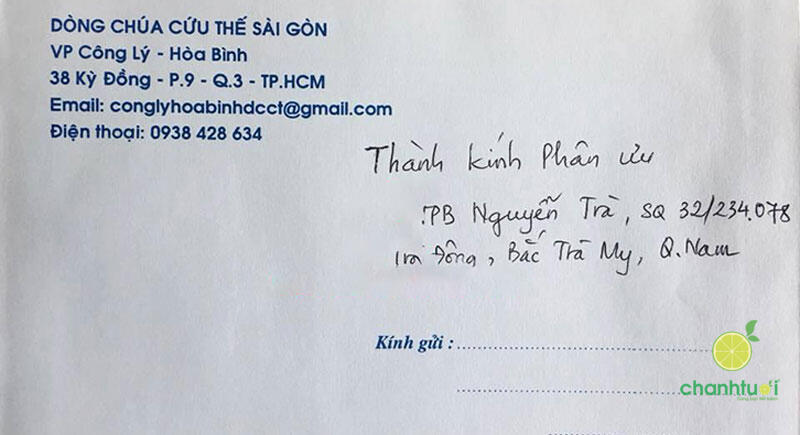 DÒNG CHÚA CỨU THẾ SÀI GÒN
VP Công Lý - Hòa Bình
38 Kỳ Đồng - P.9 - Q.3 - TP.HCM
Email: conglyhoabinhdcct@gmail.com
Điện thoại: 0938 428 634
Thành kính Phân ưu
TPB Nguyễn Trà, SQ 32/234.078
Trà Đông, Bắc Trà My, Q.Nam
Kính gửi :
chanhtươi